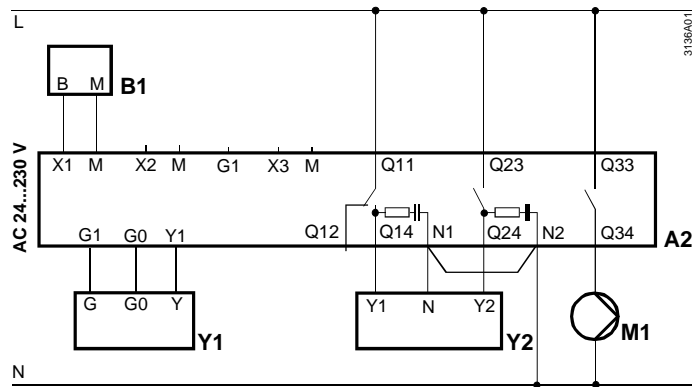 L
3136A01
B M B1
AC 24...230 V
X1 M X2 M G1 X3 M Q11 Q23 Q33
Q12 Q14 N1 Q24 N2 Q34
G1 G0 Y1
A2
G G0 Y Y1
Y1 N Y2 Y2
M1
N